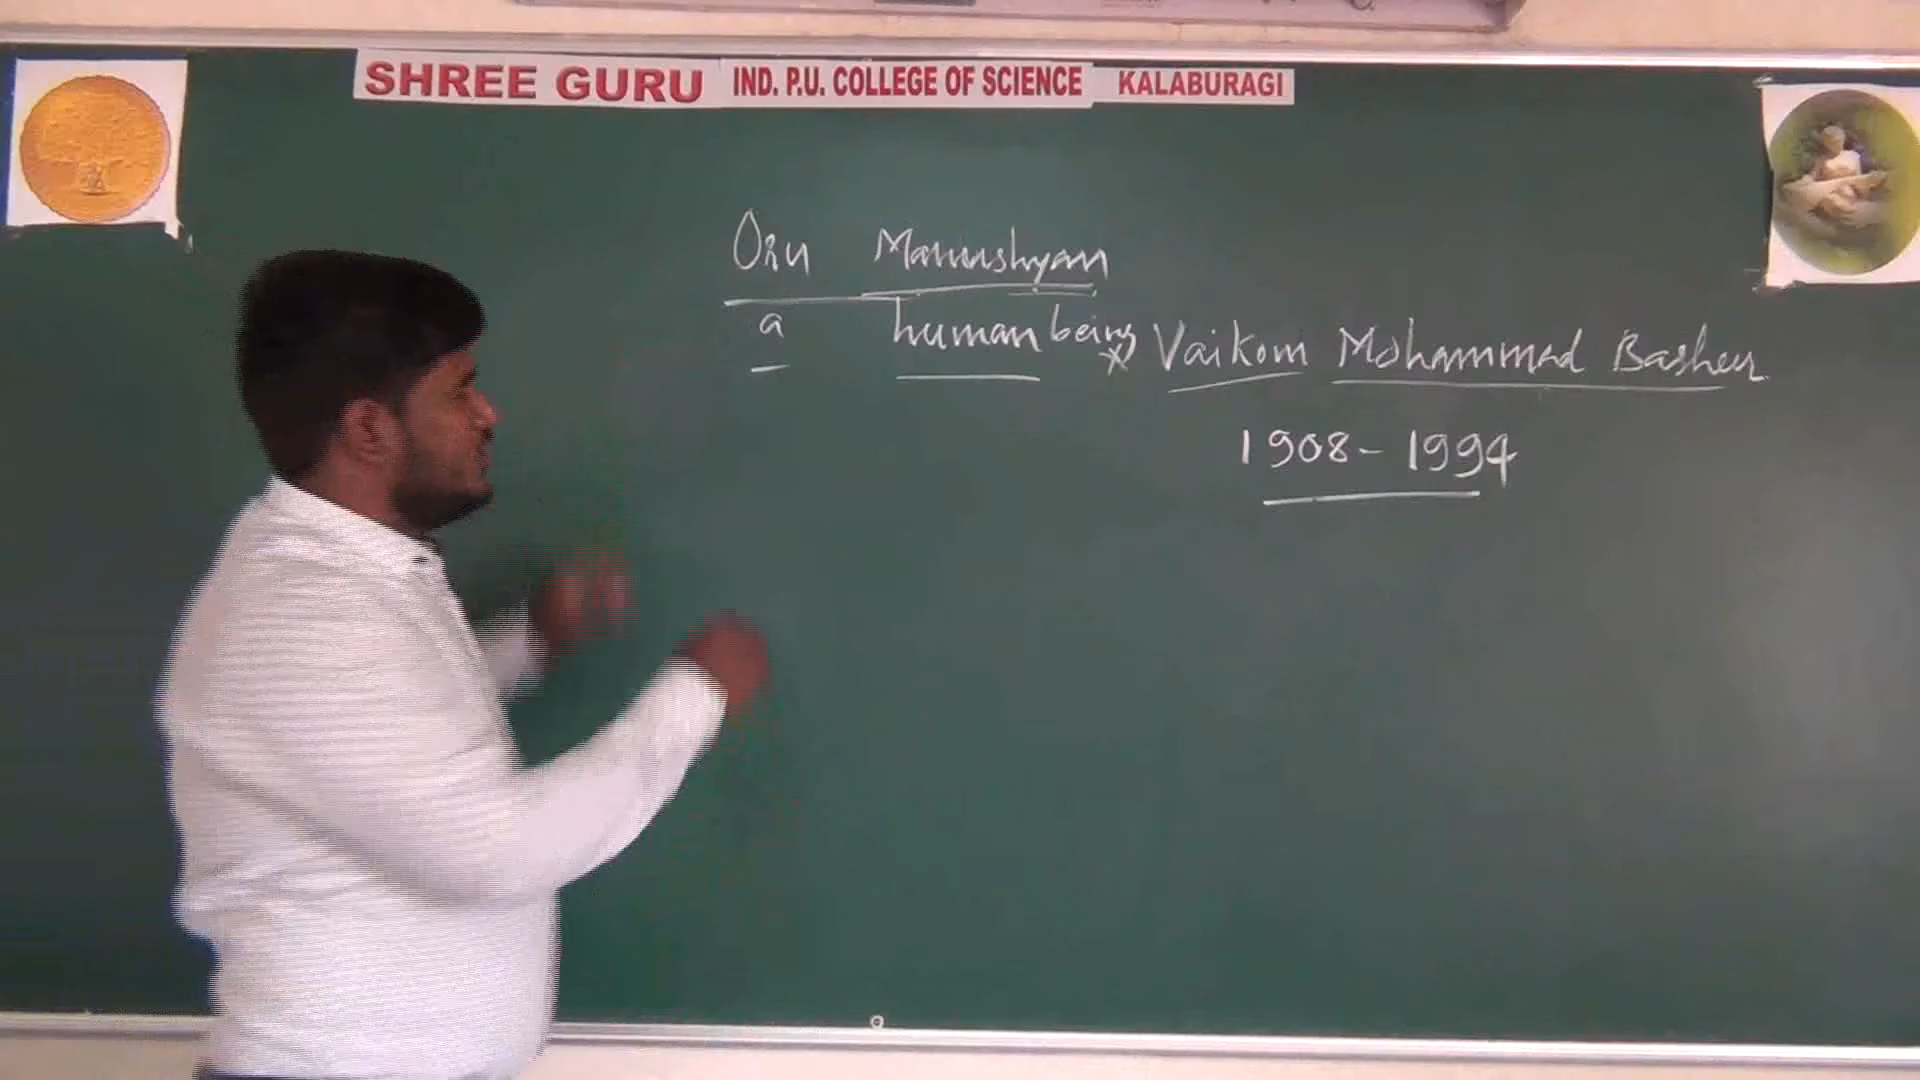 SHREE GURU IND. P.U. COLLEGE OF SCIENCE KALABURAGI
Oru Manushyan
a human being
* Vaikom Mohammad Basheer
1908 - 1994